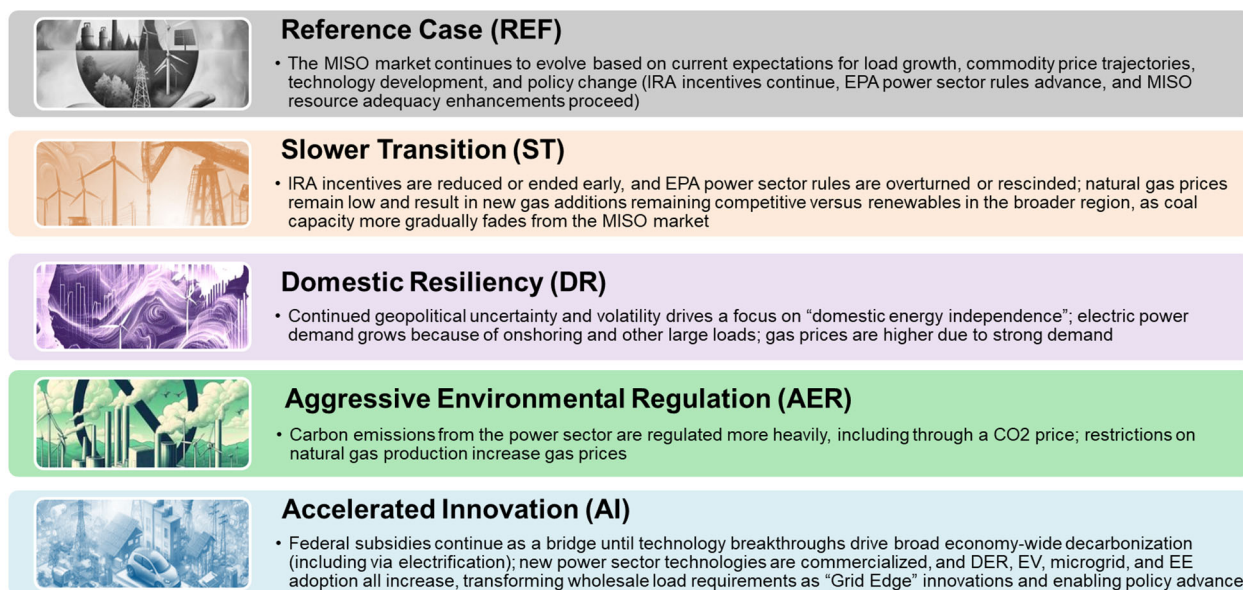 Reference Case (REF)
• The MISO market continues to evolve based on current expectations for load growth, commodity price trajectories,
technology development, and policy change (IRA incentives continue, EPA power sector rules advance, and MISO
resource adequacy enhancements proceed)
Slower Transition (ST)
• IRA incentives are reduced or ended early, and EPA power sector rules are overturned or rescinded; natural gas prices
remain low and result in new gas additions remaining competitive versus renewables in the broader region, as coal
capacity more gradually fades from the MISO market
Domestic Resiliency (DR)
• Continued geopolitical uncertainty and volatility drives a focus on “domestic energy independence”; electric power
demand grows because of onshoring and other large loads; gas prices are higher due to strong demand
Aggressive Environmental Regulation (AER)
• Carbon emissions from the power sector are regulated more heavily, including through a CO2 price; restrictions on
natural gas production increase gas prices
Accelerated Innovation (AI)
• Federal subsidies continue as a bridge until technology breakthroughs drive broad economy-wide decarbonization
(including via electrification); new power sector technologies are commercialized, and DER, EV, microgrid, and EE
adoption all increase, transforming wholesale load requirements as “Grid Edge” innovations and enabling policy advance